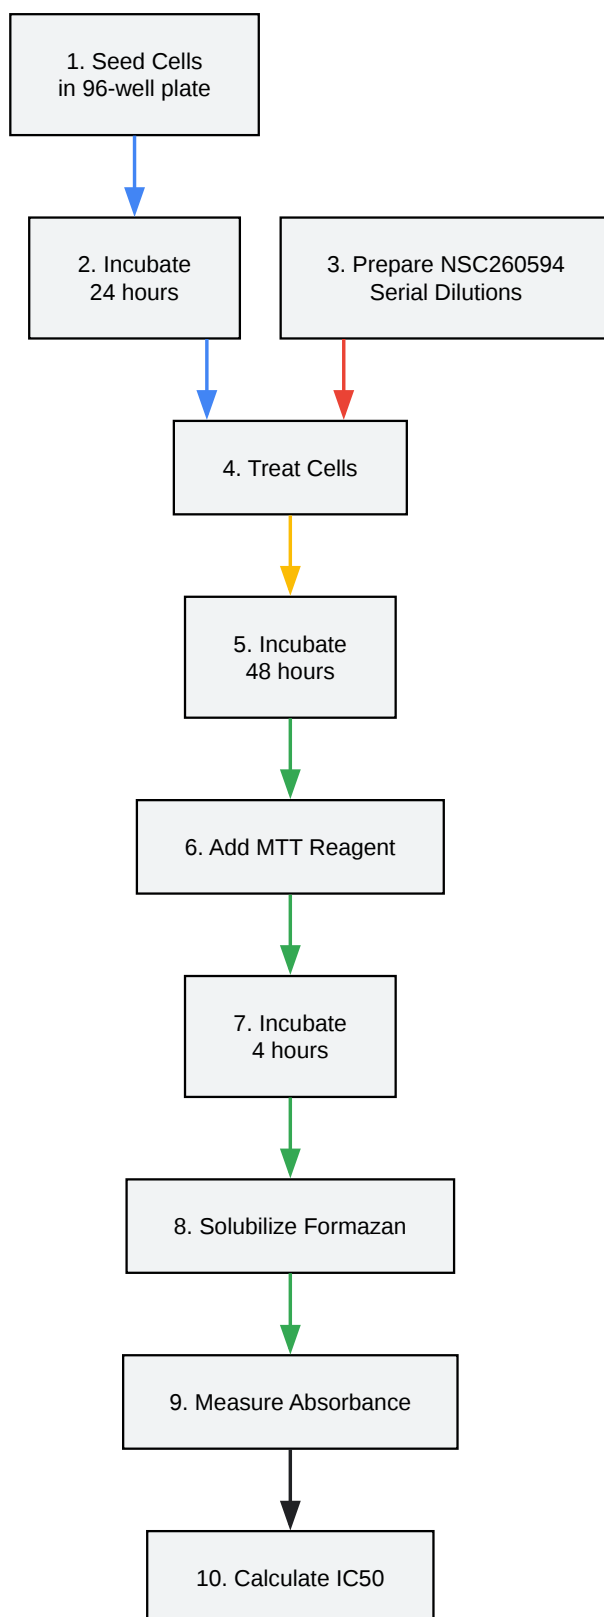 1. Seed Cells
in 96-well plate
2. Incubate
24 hours
3. Prepare NSC260594
Serial Dilutions
4. Treat Cells
5. Incubate
48 hours
6. Add MTT Reagent
7. Incubate
4 hours
8. Solubilize Formazan
9. Measure Absorbance
10. Calculate IC50